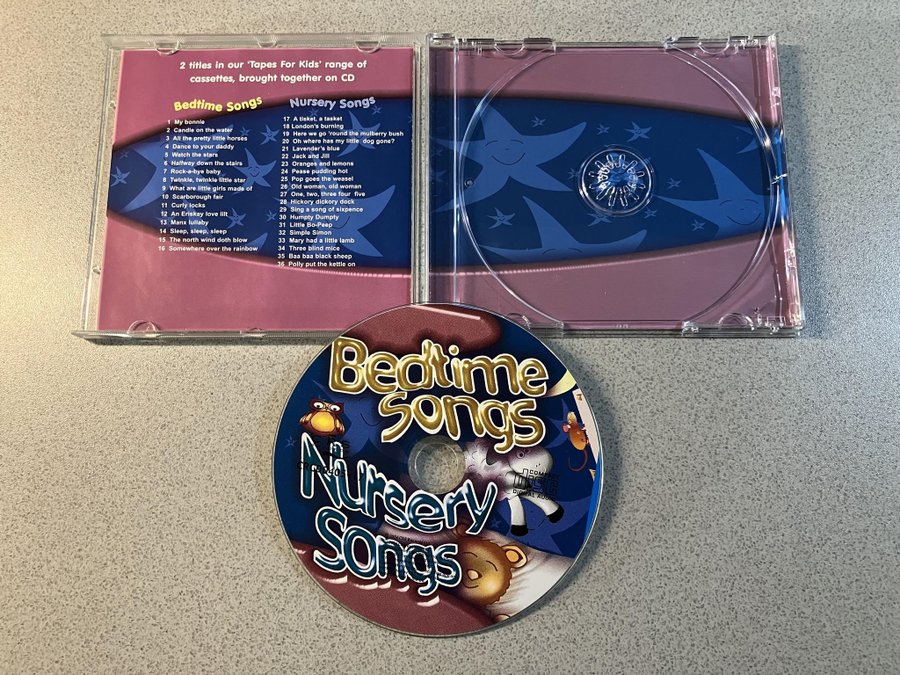 2 titles in our 'Tapes For Kids' range of
cassettes, brought together on CD
Bedtime Songs
1 My bonnie
2 Candle on the water
3 All the pretty little horses
4 Dance to your daddy
5 Watch the stars
6 Halfway down the stairs
7 Rock-a-bye baby
8 Twinkle, twinkle little star
9 What are little girls made of
10 Scarborough fair
11 Curly locks
12 An Eriskay love lilt
13 Manx lullaby
14 Sleep, sleep, sleep
15 The north wind doth blow
16 Somewhere over the rainbow
Nursery Songs
17 A tisket, a tasket
18 London's burning
19 Here we go 'round the mulberry bush
20 Oh where has my little dog gone?
21 Lavender's blue
22 Jack and Jill
23 Oranges and lemons
24 Pease pudding hot
25 Pop goes the weasel
26 Old woman, old woman
27 One, two, three four five
28 Hickory dickory dock
29 Sing a song of sixpence
30 Humpty Dumpty
31 Little Bo-Peep
32 Simple Simon
33 Mary had a little lamb
34 Three blind mice
35 Baa baa black sheep
36 Polly put the kettle on
Bedtime
Songs
Nursery
Songs
disc
DIGITAL AUDIO